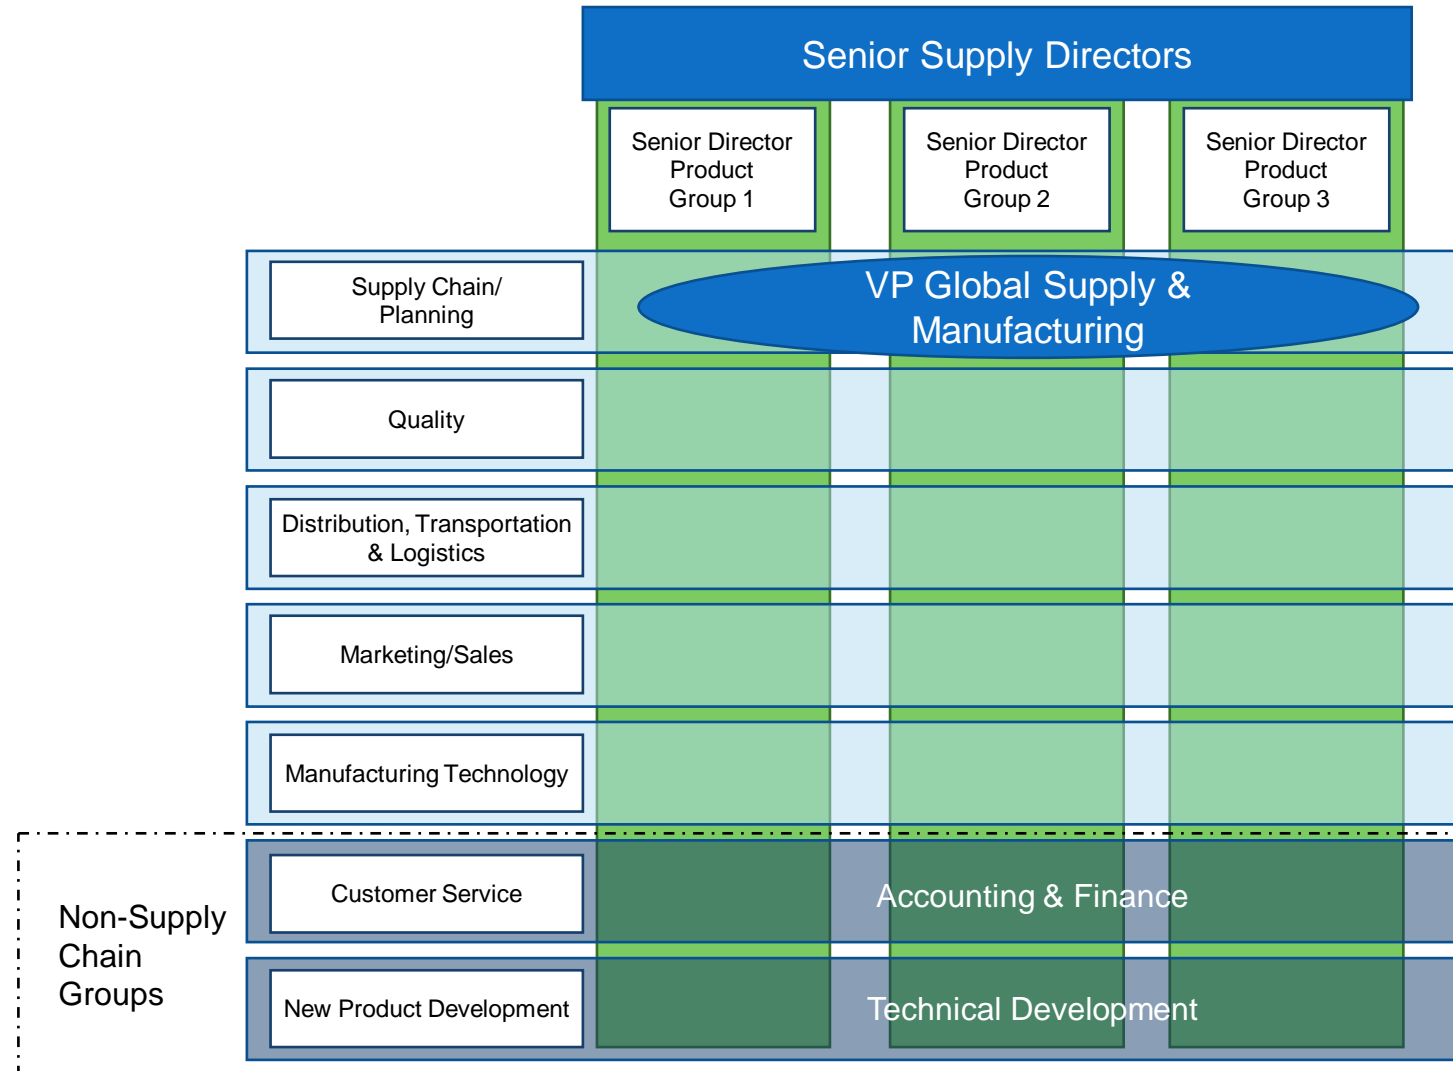 Senior Supply Directors
Senior Director
Product
Group 1
Senior Director
Product
Group 2
Senior Director
Product
Group 3
Supply Chain/
Planning
VP Global Supply &
Manufacturing
Quality
Distribution, Transportation
& Logistics
Marketing/Sales
Manufacturing Technology
Non-Supply
Chain
Groups
Customer Service
Accounting & Finance
New Product Development
Technical Development